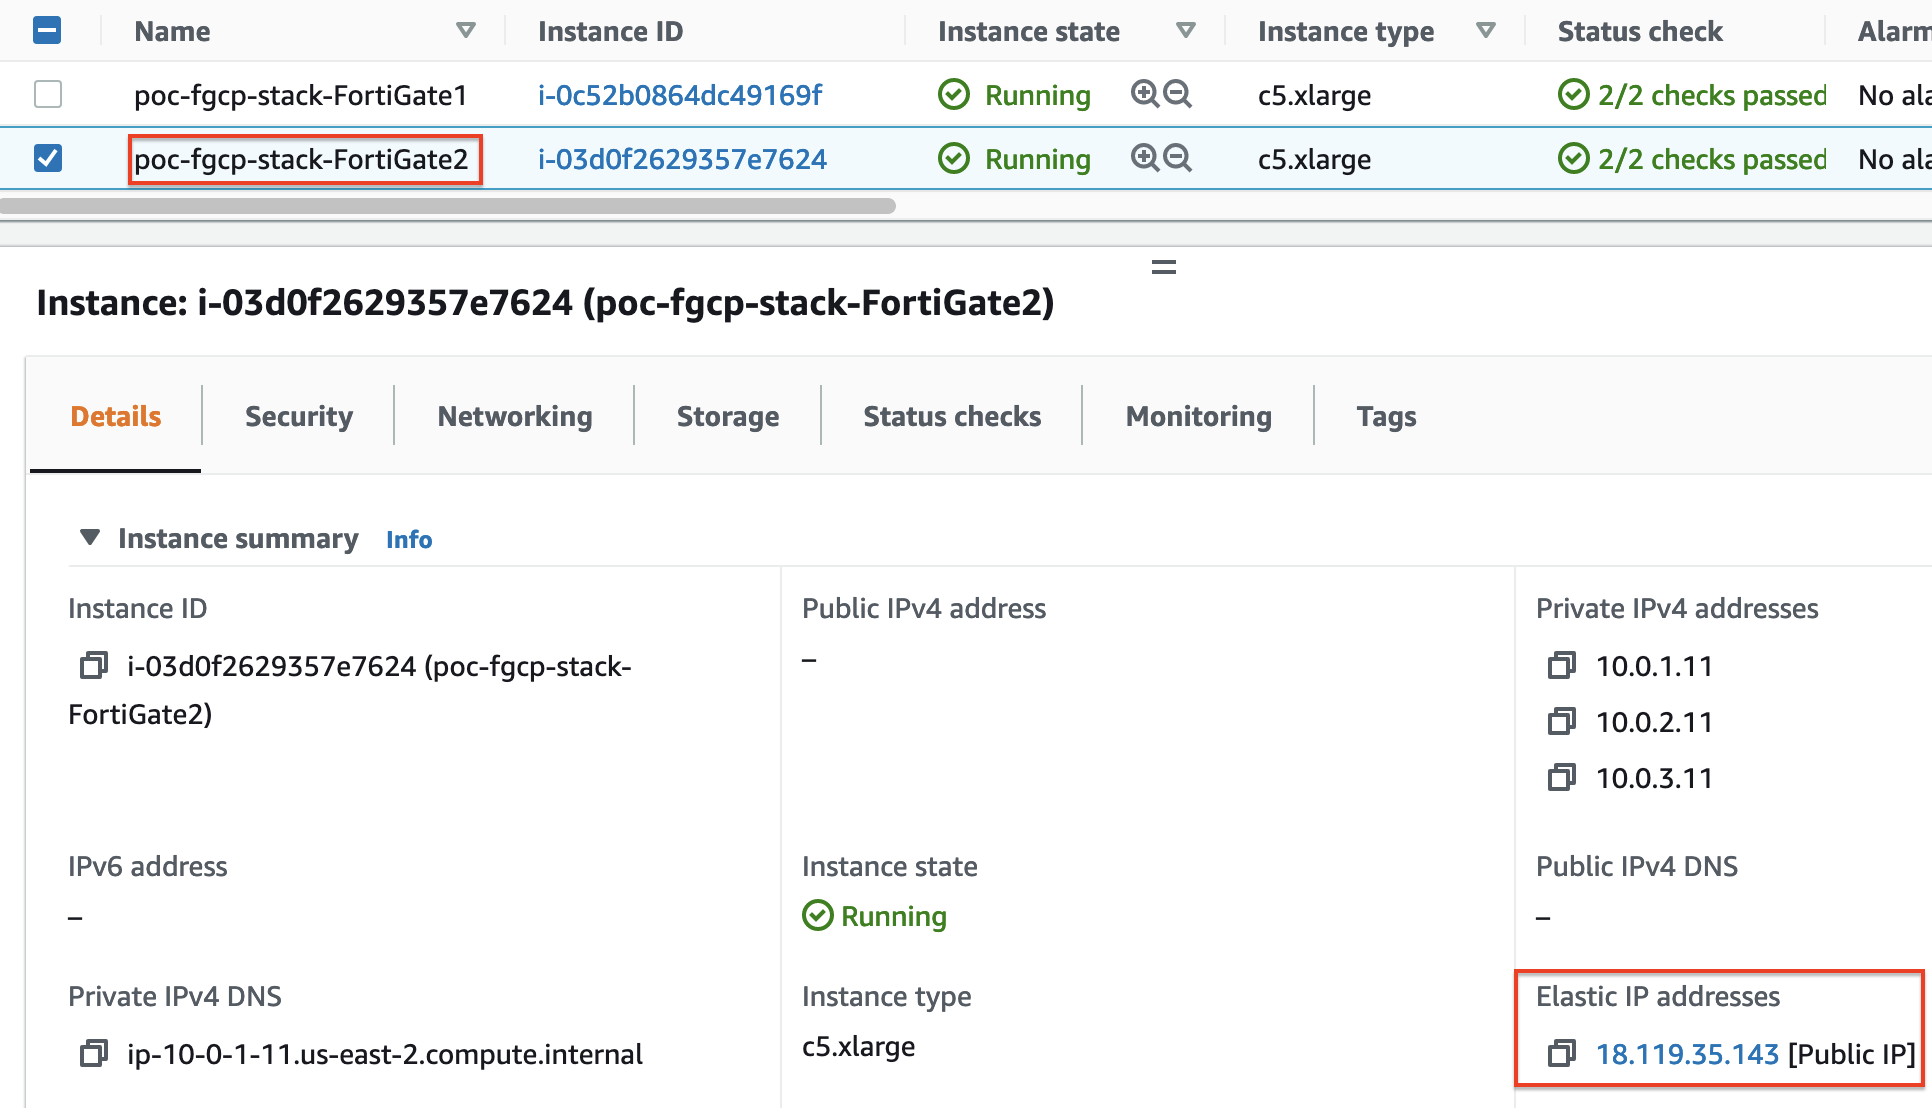 Name Instance ID Instance state Instance type Status check Alarm
poc-fgcp-stack-FortiGate1 i-0c52b0864dc49169f Running c5.xlarge 2/2 checks passed No ala
poc-fgcp-stack-FortiGate2 i-03d0f2629357e7624 Running c5.xlarge 2/2 checks passed No ala
Instance: i-03d0f2629357e7624 (poc-fgcp-stack-FortiGate2)
Details Security Networking Storage Status checks Monitoring Tags
Instance summary Info
Instance ID
i-03d0f2629357e7624 (poc-fgcp-stack-
FortiGate2)
Public IPv4 address
–
Private IPv4 addresses
10.0.1.11
10.0.2.11
10.0.3.11
IPv6 address
–
Instance state
Running
Public IPv4 DNS
–
Private IPv4 DNS
ip-10-0-1-11.us-east-2.compute.internal
Instance type
c5.xlarge
Elastic IP addresses
18.119.35.143 [Public IP]